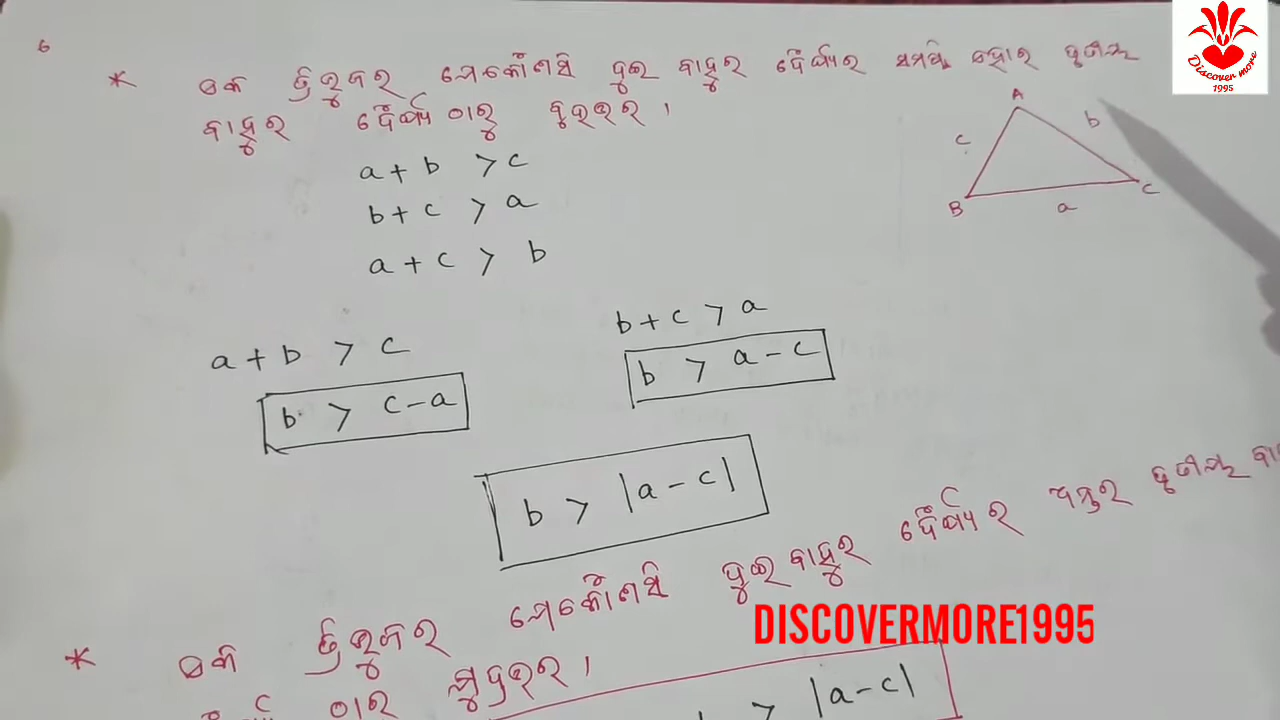 6
* ଏକ ତ୍ରିଭୁଜର ଯେକୌଣସି ଦୁଇ ବାହୁର ଦୈର୍ଘ୍ୟର ସମଷ୍ଟି ଏହାର ତୃତୀୟ
ବାହୁର ଦୈର୍ଘ୍ୟ ଠାରୁ ବୃହତ୍ତର ।
a + b > c
b + c > a
a + c > b
A
c
b
B
a
C
a + b > c
b > c - a
b + c > a
b > a - c
b > |a - c|
* ଏକ ତ୍ରିଭୁଜର ଯେକୌଣସି ଦୁଇ ବାହୁର ଦୈର୍ଘ୍ୟର ଅନ୍ତର ତୃତୀୟ
ଠାରୁ କ୍ଷୁଦ୍ରତର ।
> |a - c|
Discover more
1995
DISCOVERMORE1995